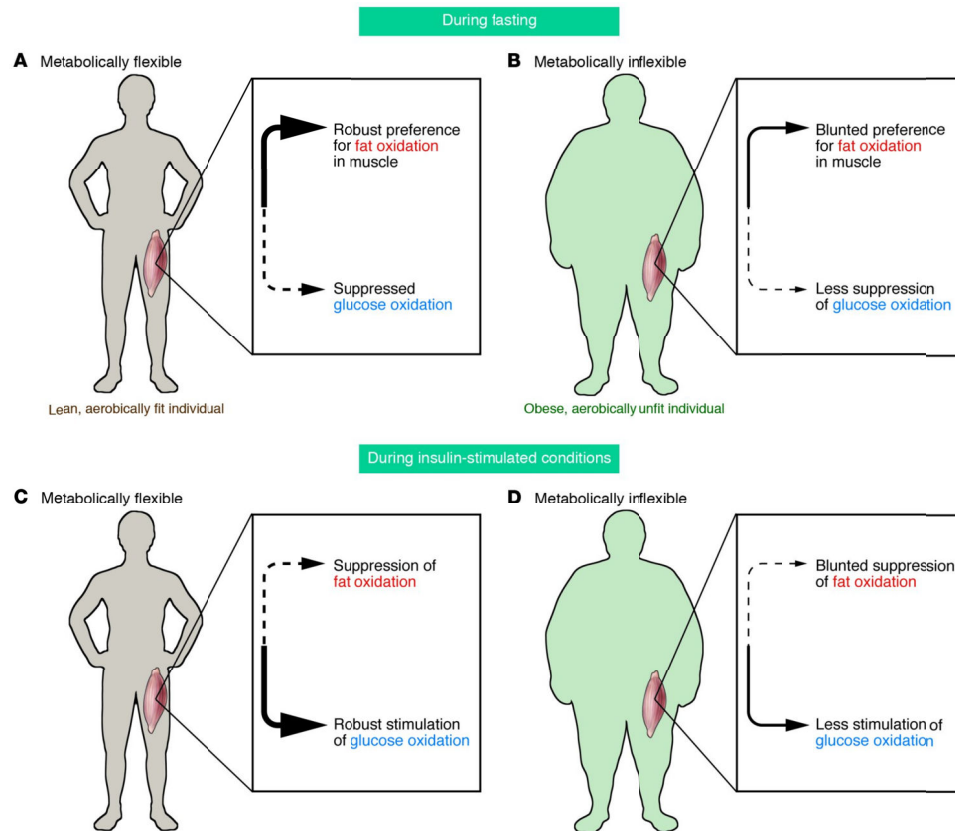 During fasting
A Metabolically flexible
Robust preference
for fat oxidation
in muscle
Suppressed
glucose oxidation
Lean, aerobically fit individual
B Metabolically inflexible
Blunted preference
for fat oxidation
in muscle
Less suppression
of glucose oxidation
Obese, aerobically unfit individual
During insulin-stimulated conditions
C Metabolically flexible
Suppression of
fat oxidation
Robust stimulation
of glucose oxidation
D Metabolically inflexible
Blunted suppression
of fat oxidation
Less stimulation of
glucose oxidation